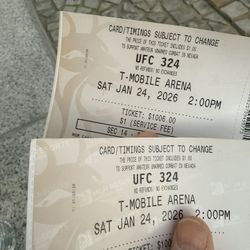 CARD/TIMINGS SUBJECT TO CHANGE
THE PRICE OF THIS TICKET INCLUDES $1.00
TO SUPPORT AMATEUR UNARMED COMBAT IN NEVADA
UFC 324
NO REFUNDS/ NO EXCHANGES
T-MOBILE ARENA
SAT JAN 24, 2026 2:00PM
TICKET: $1006.00
$1 (SERVICE FEE)
SEC 14
CARD/TIMINGS SUBJECT TO CHANGE
THE PRICE OF THIS TICKET INCLUDES $1.00
TO SUPPORT AMATEUR UNARMED COMBAT IN NEVADA
UFC 324
NO REFUNDS/ NO EXCHANGES
T-MOBILE ARENA
SAT JAN 24, 2026 2:00PM
TICKET: $100